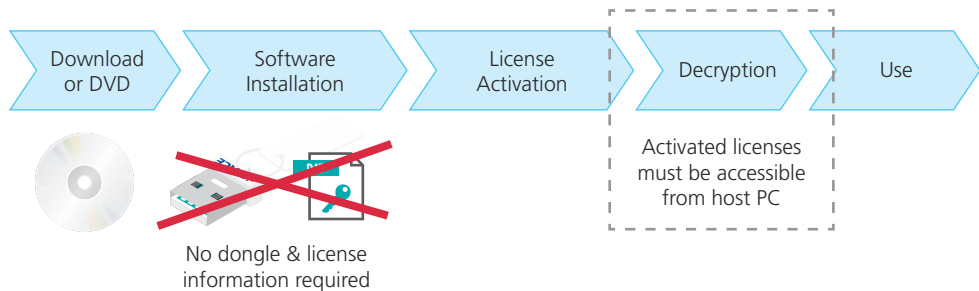 Download
or DVD
Software
Installation
License
Activation
Decryption
Use
Activated licenses
must be accessible
from host PC
No dongle & license
information required